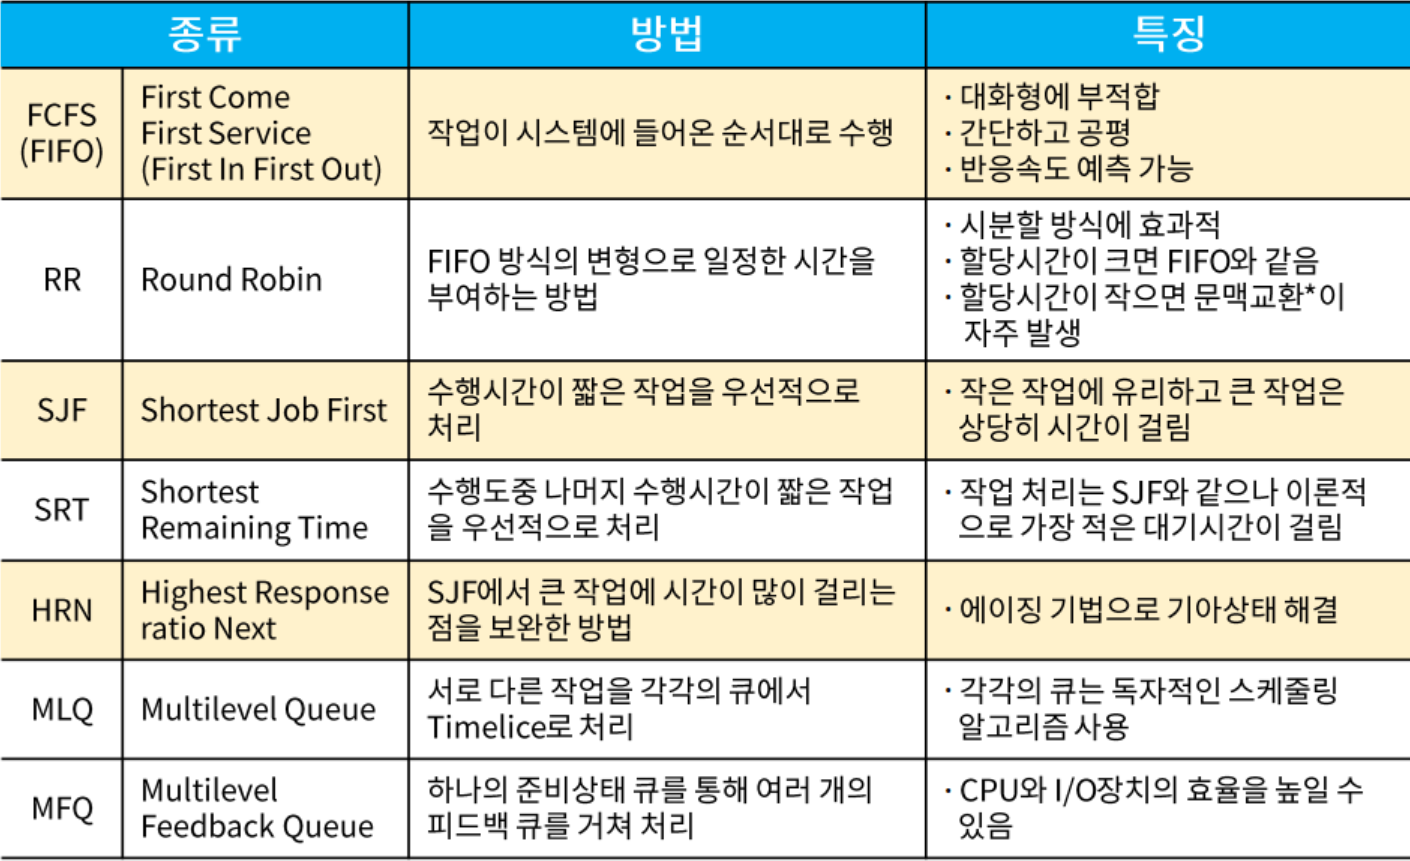 종류 방법 특징
FCFS
(FIFO)
First Come
First Service
(First In First Out)
작업이 시스템에 들어온 순서대로 수행
· 대화형에 부적합
· 간단하고 공평
· 반응속도 예측 가능
RR
Round Robin
FIFO 방식의 변형으로 일정한 시간을
부여하는 방법
· 시분할 방식에 효과적
· 할당시간이 크면 FIFO와 같음
· 할당시간이 작으면 문맥교환*이
자주 발생
SJF
Shortest Job First
수행시간이 짧은 작업을 우선적으로
처리
· 작은 작업에 유리하고 큰 작업은
상당히 시간이 걸림
SRT
Shortest
Remaining Time
수행도중 나머지 수행시간이 짧은 작업
을 우선적으로 처리
· 작업 처리는 SJF와 같으나 이론적
으로 가장 적은 대기시간이 걸림
HRN
Highest Response
ratio Next
SJF에서 큰 작업에 시간이 많이 걸리는
점을 보완한 방법
· 에이징 기법으로 기아상태 해결
MLQ
Multilevel Queue
서로 다른 작업을 각각의 큐에서
Timelice로 처리
· 각각의 큐는 독자적인 스케줄링
알고리즘 사용
MFQ
Multilevel
Feedback Queue
하나의 준비상태 큐를 통해 여러 개의
피드백 큐를 거쳐 처리
· CPU와 I/O장치의 효율을 높일 수
있음